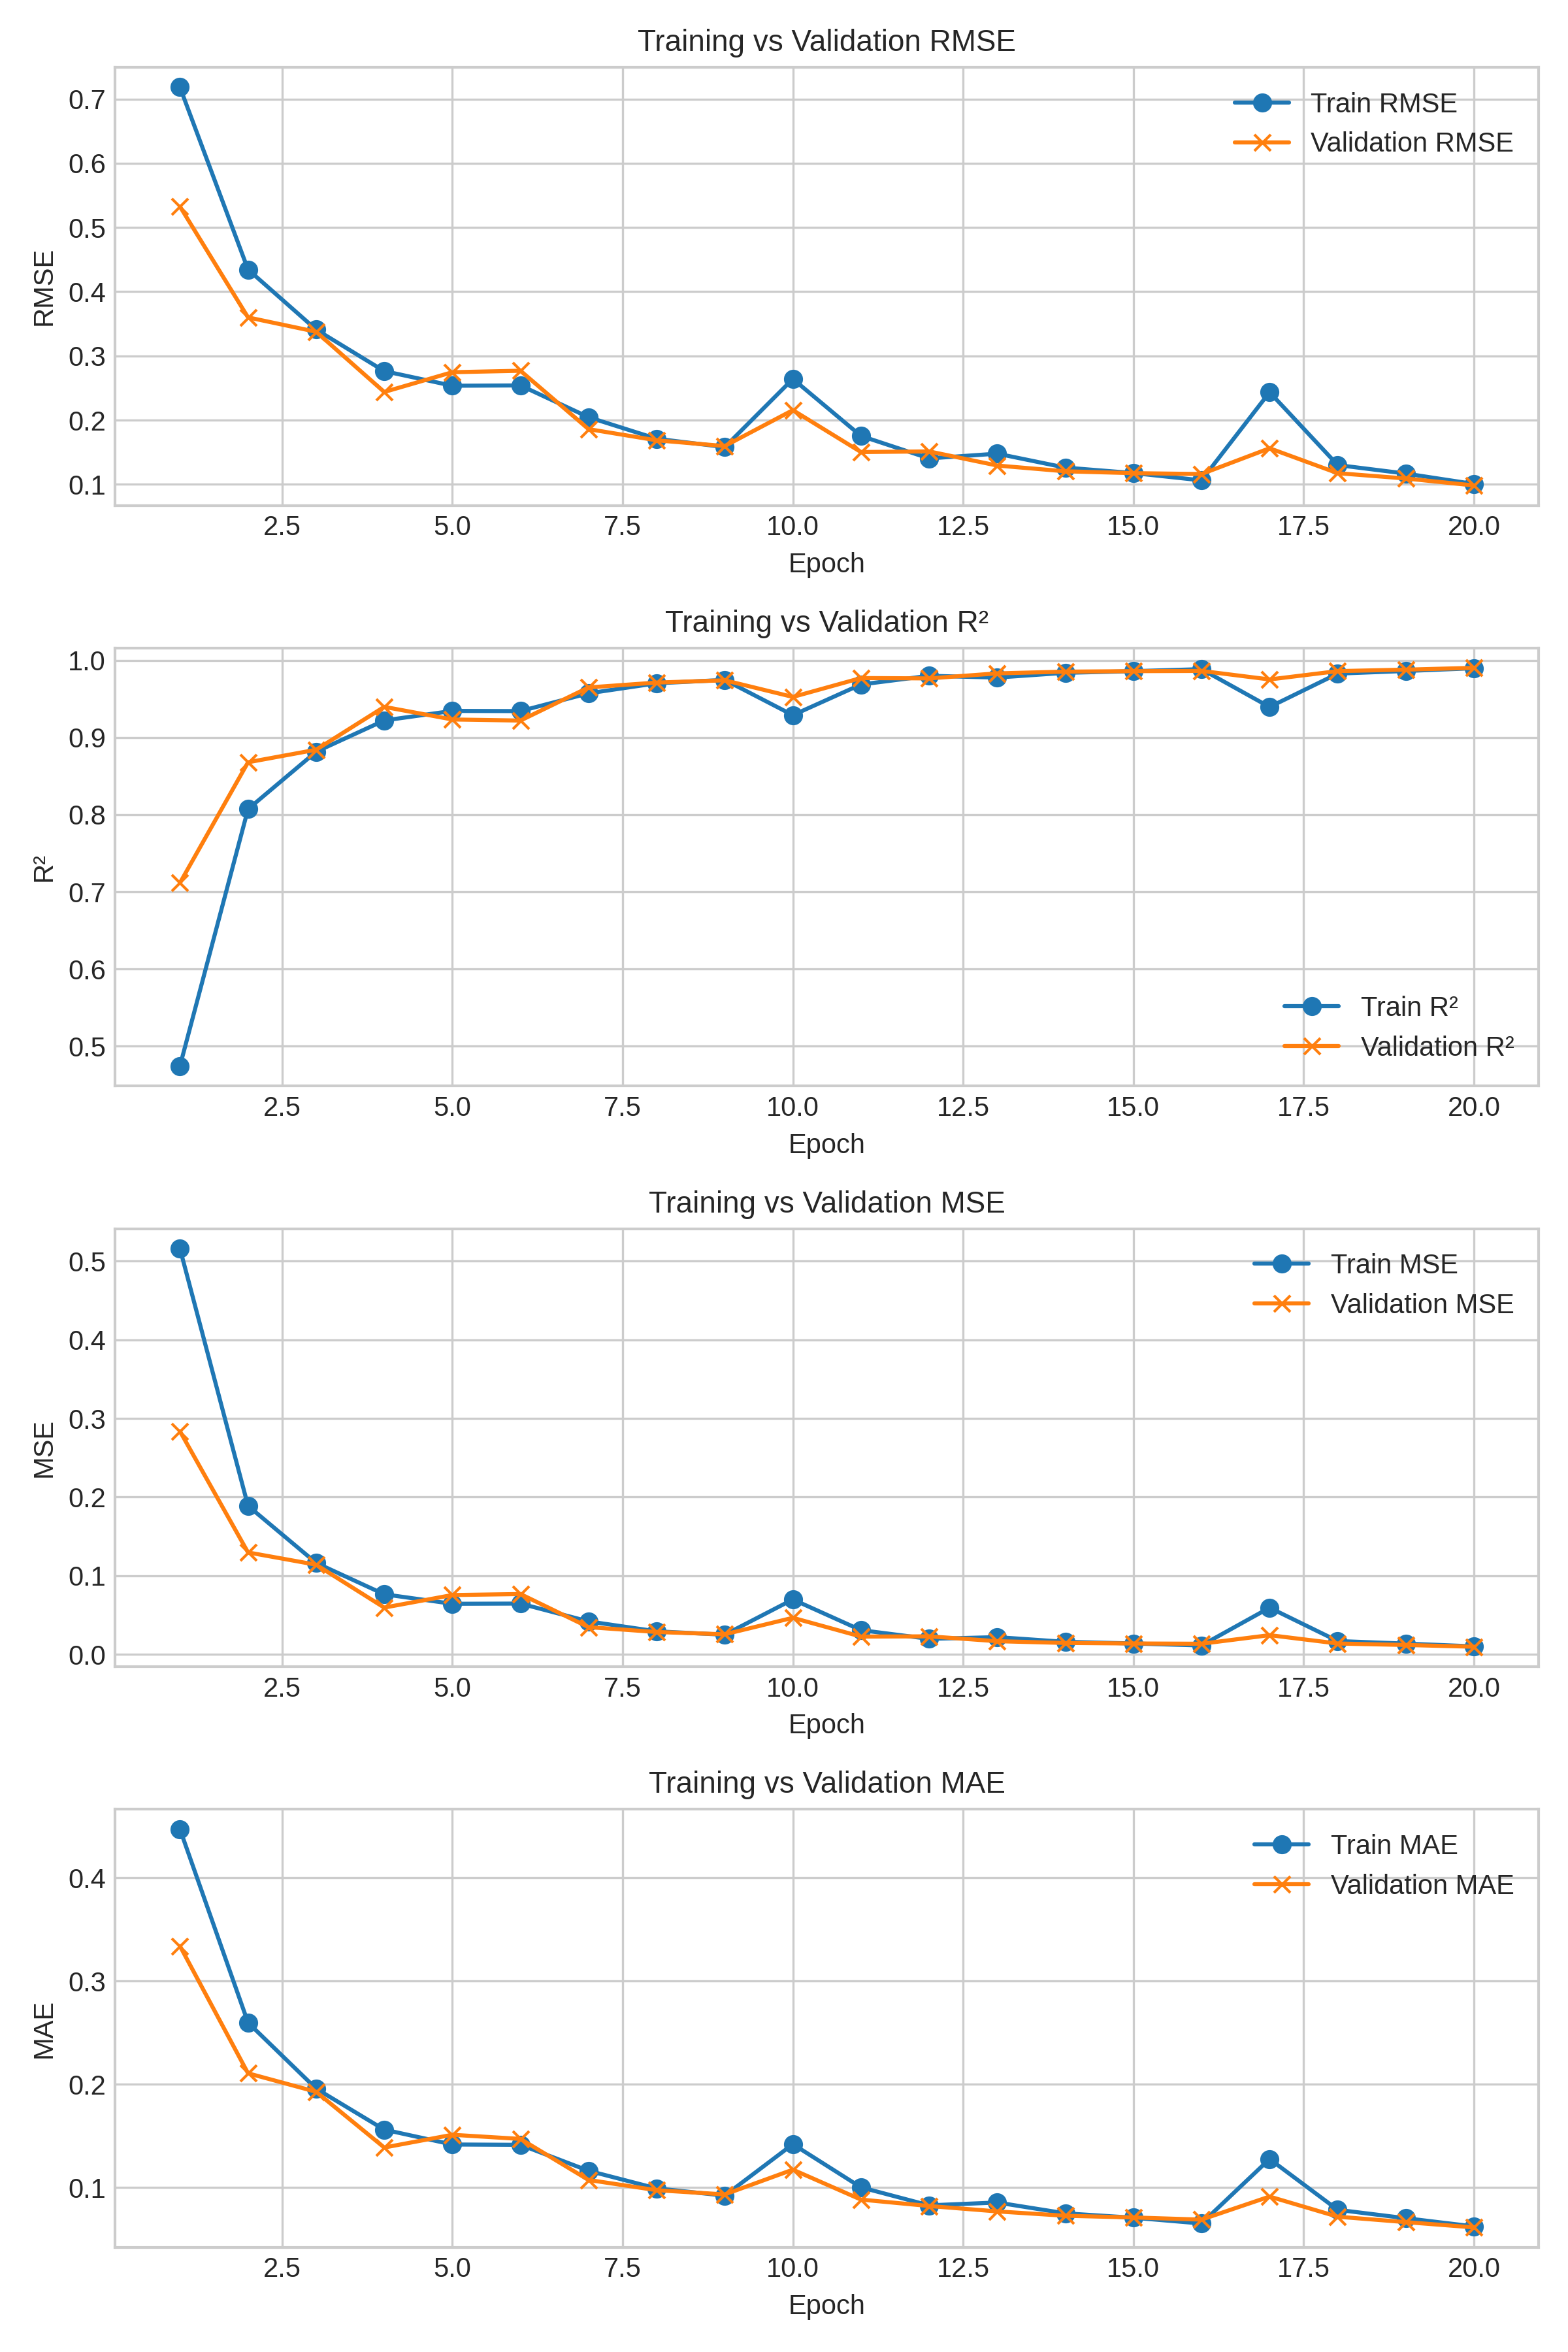 Training vs Validation RMSE
0.7
0.6
0.5
0.4
0.3
0.2
0.1
RMSE
Train RMSE
Validation RMSE
2.5 5.0 7.5 10.0 12.5 15.0 17.5 20.0
Epoch
Training vs Validation R²
1.0
0.9
0.8
0.7
0.6
0.5
R²
Train R²
Validation R²
2.5 5.0 7.5 10.0 12.5 15.0 17.5 20.0
Epoch
Training vs Validation MSE
0.5
0.4
0.3
0.2
0.1
0.0
MSE
Train MSE
Validation MSE
2.5 5.0 7.5 10.0 12.5 15.0 17.5 20.0
Epoch
Training vs Validation MAE
0.4
0.3
0.2
0.1
MAE
Train MAE
Validation MAE
2.5 5.0 7.5 10.0 12.5 15.0 17.5 20.0
Epoch